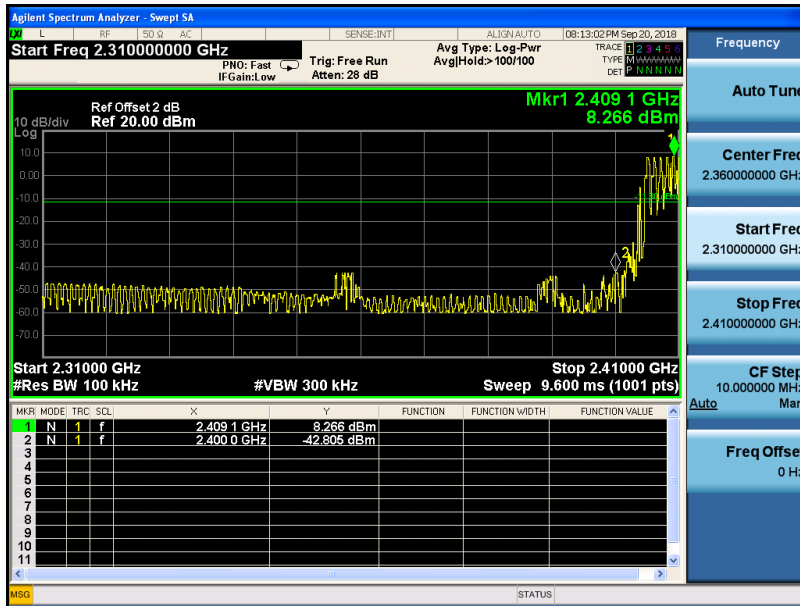 Agilent Spectrum Analyzer - Swept SA
LXI L RF 50 Ω AC SENSE:INT ALIGN AUTO 08:13:02 PM Sep 20, 2018
Start Freq 2.310000000 GHz
PNO: Fast
IFGain:Low
Trig: Free Run
Atten: 28 dB
Avg Type: Log-Pwr
Avg|Hold:>100/100
TRACE 1 2 3 4 5 6
TYPE M
DET P N N N N N
Ref Offset 2 dB
Ref 20.00 dBm
Mkr1 2.409 1 GHz
8.266 dBm
10 dB/div
Log
10.0
0.00
-10.0
-20.0
-30.0
-40.0
-50.0
-60.0
-70.0
1
2
Start 2.31000 GHz
Stop 2.41000 GHz
#Res BW 100 kHz
#VBW 300 kHz
Sweep 9.600 ms (1001 pts)
MKR MODE TRC SCL X Y FUNCTION FUNCTION WIDTH FUNCTION VALUE
1 N 1 f 2.409 1 GHz 8.266 dBm
2 N 1 f 2.400 0 GHz -42.805 dBm
3
4
5
6
7
8
9
10
11
MSG
STATUS
Frequency
Auto Tune
Center Freq
2.360000000 GHz
Start Freq
2.310000000 GHz
Stop Freq
2.410000000 GHz
CF Step
10.000000 MHz
Auto Man
Freq Offset
0 Hz